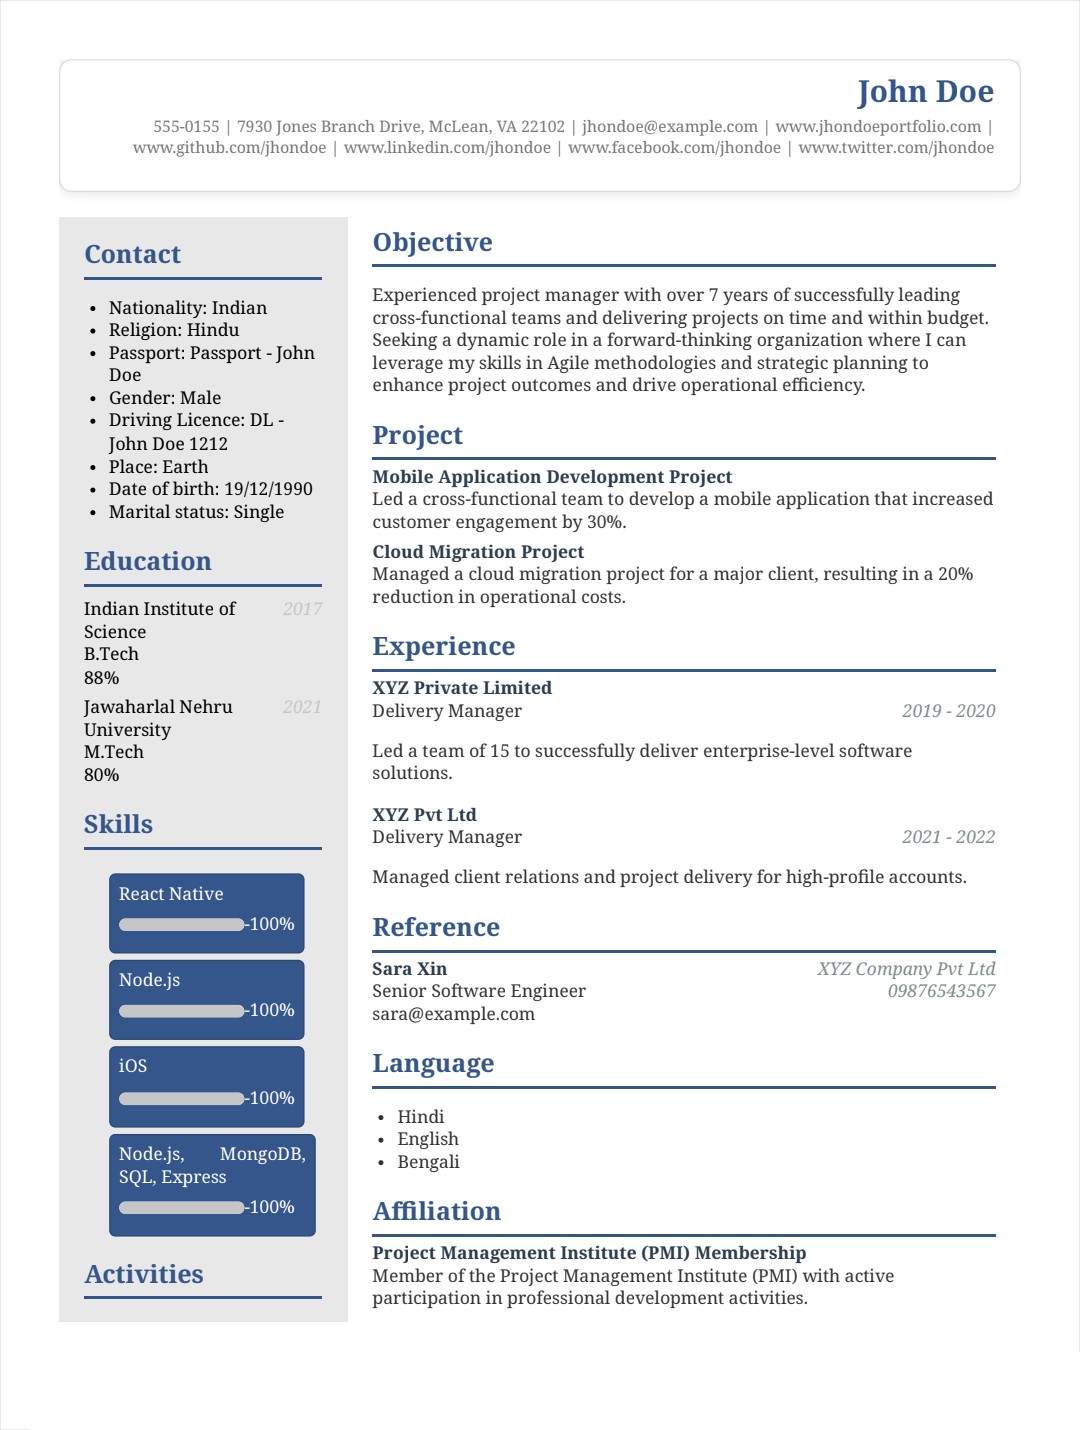 John Doe
555-0155 | 7930 Jones Branch Drive, McLean, VA 22102 | jhondoe@example.com | www.jhondoeportfolio.com |
www.github.com/jhondoe | www.linkedin.com/jhondoe | www.facebook.com/jhondoe | www.twitter.com/jhondoe
Contact
• Nationality: Indian
• Religion: Hindu
• Passport: Passport - John
Doe
• Gender: Male
• Driving Licence: DL -
John Doe 1212
• Place: Earth
• Date of birth: 19/12/1990
• Marital status: Single
Education
Indian Institute of 2017
Science
B.Tech
88%
Jawaharlal Nehru 2021
University
M.Tech
80%
Skills
React Native
-100%
Node.js
-100%
iOS
-100%
Node.js, MongoDB,
SQL, Express
-100%
Activities
Objective
Experienced project manager with over 7 years of successfully leading
cross-functional teams and delivering projects on time and within budget.
Seeking a dynamic role in a forward-thinking organization where I can
leverage my skills in Agile methodologies and strategic planning to
enhance project outcomes and drive operational efficiency.
Project
Mobile Application Development Project
Led a cross-functional team to develop a mobile application that increased
customer engagement by 30%.
Cloud Migration Project
Managed a cloud migration project for a major client, resulting in a 20%
reduction in operational costs.
Experience
XYZ Private Limited
Delivery Manager 2019 - 2020
Led a team of 15 to successfully deliver enterprise-level software
solutions.
XYZ Pvt Ltd
Delivery Manager 2021 - 2022
Managed client relations and project delivery for high-profile accounts.
Reference
Sara Xin XYZ Company Pvt Ltd
Senior Software Engineer 09876543567
sara@example.com
Language
• Hindi
• English
• Bengali
Affiliation
Project Management Institute (PMI) Membership
Member of the Project Management Institute (PMI) with active
participation in professional development activities.